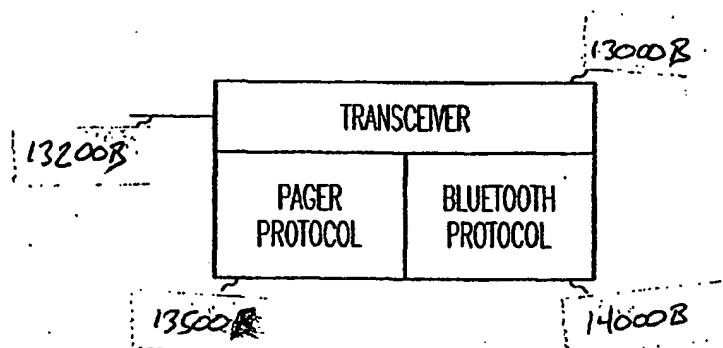 13000B
TRANSCEIVER
13200B
PAGER
PROTOCOL
BLUETOOTH
PROTOCOL
13500B
14000B